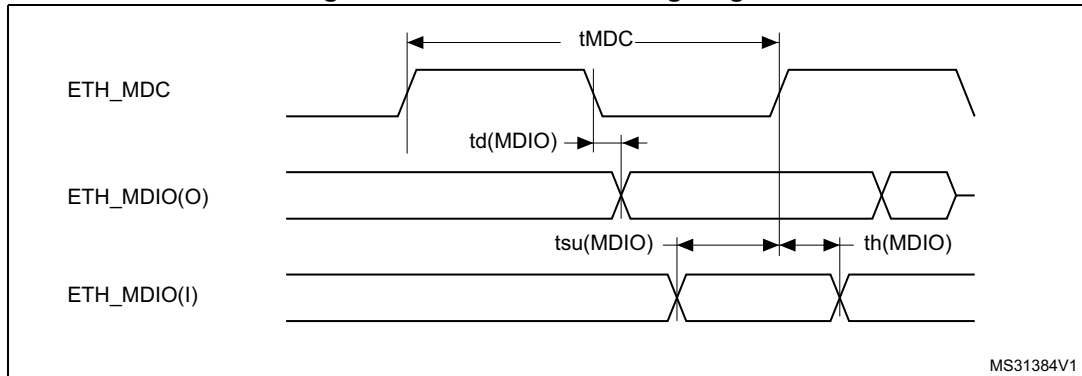 tMDC
ETH_MDC
td(MDIO)
ETH_MDIO(O)
tsu(MDIO)
th(MDIO)
ETH_MDIO(I)
MS31384V1